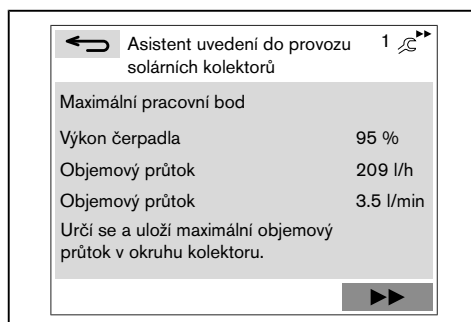 Asistent uvedení do provozu 1
solárních kolektorů
Maximální pracovní bod
Výkon čerpadla 95 %
Objemový průtok 209 l/h
Objemový průtok 3.5 l/min
Určí se a uloží maximální objemový
průtok v okruhu kolektoru.